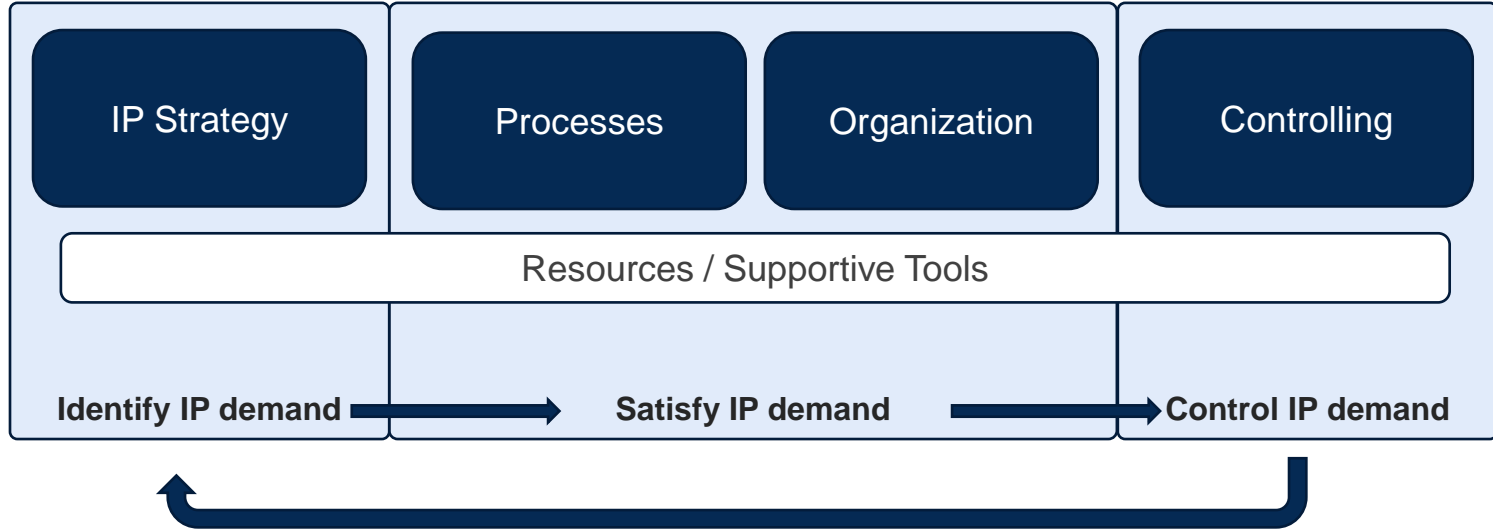 IP Strategy
Processes
Organization
Controlling
Resources / Supportive Tools
Identify IP demand
Satisfy IP demand
Control IP demand